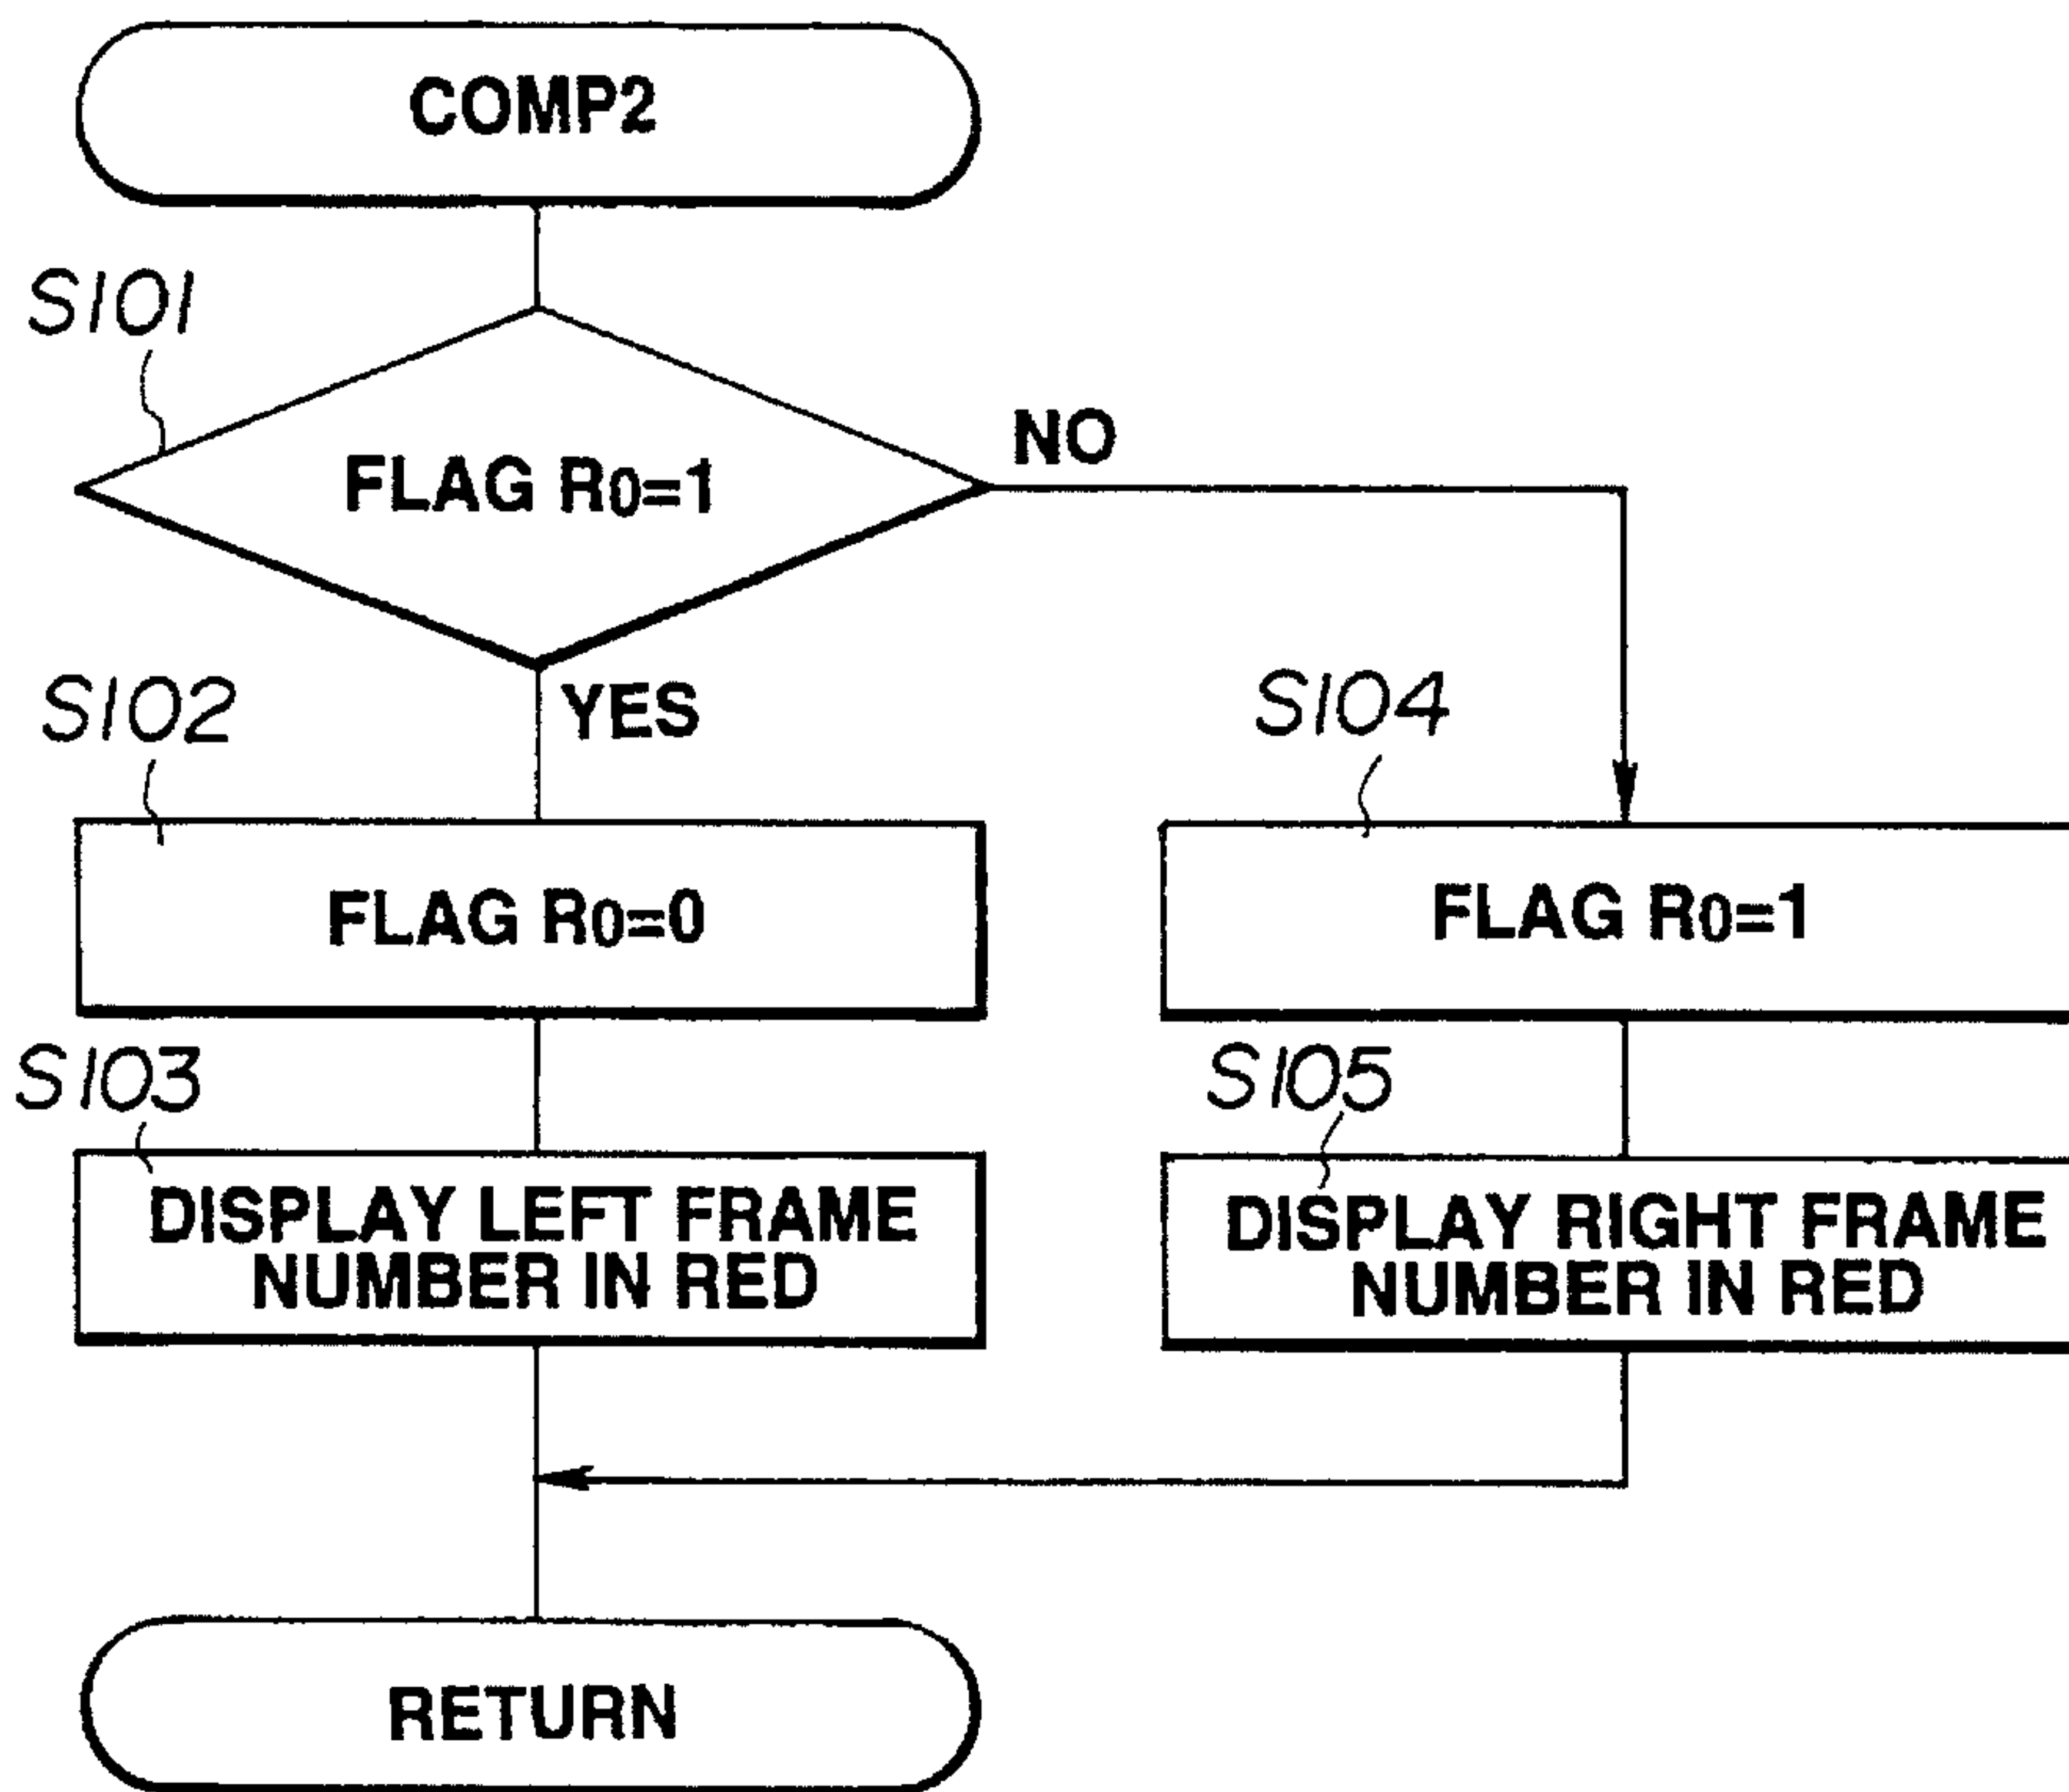 COMP2
S101
FLAG R0=1
NO
YES
S102
FLAG R0=0
S103
DISPLAY LEFT FRAME
NUMBER IN RED
S104
FLAG R0=1
S105
DISPLAY RIGHT FRAME
NUMBER IN RED
RETURN